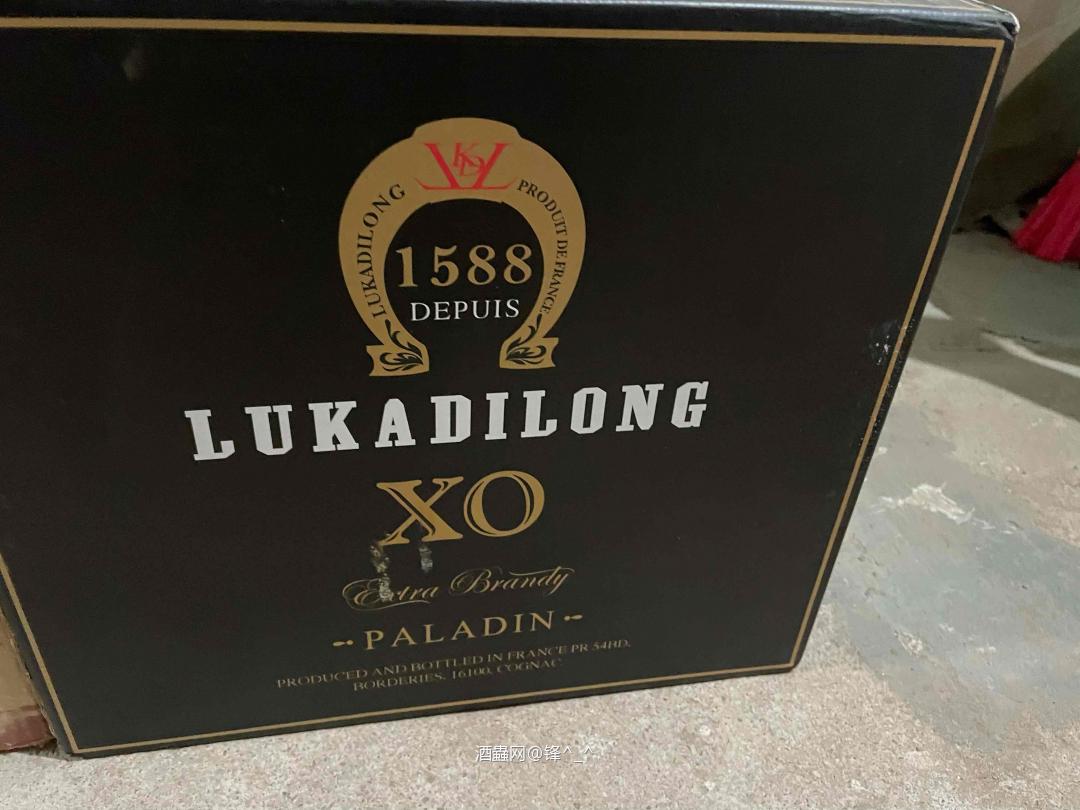 LKDL
LUKADILONG
PRODUIT DE FRANCE
1588
DEPUIS
LUKADILONG
XO
Extra Brandy
PALADIN
PRODUCED AND BOTTLED IN FRANCE PR 54HD.
BORDERIES. 16100. COGNAC
酒蟲网@锋^_^